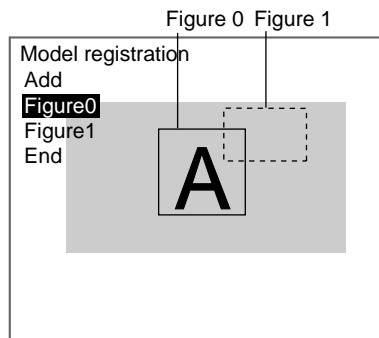 Figure 0 Figure 1
Model registration
Add
Figure0
Figure1
End
A